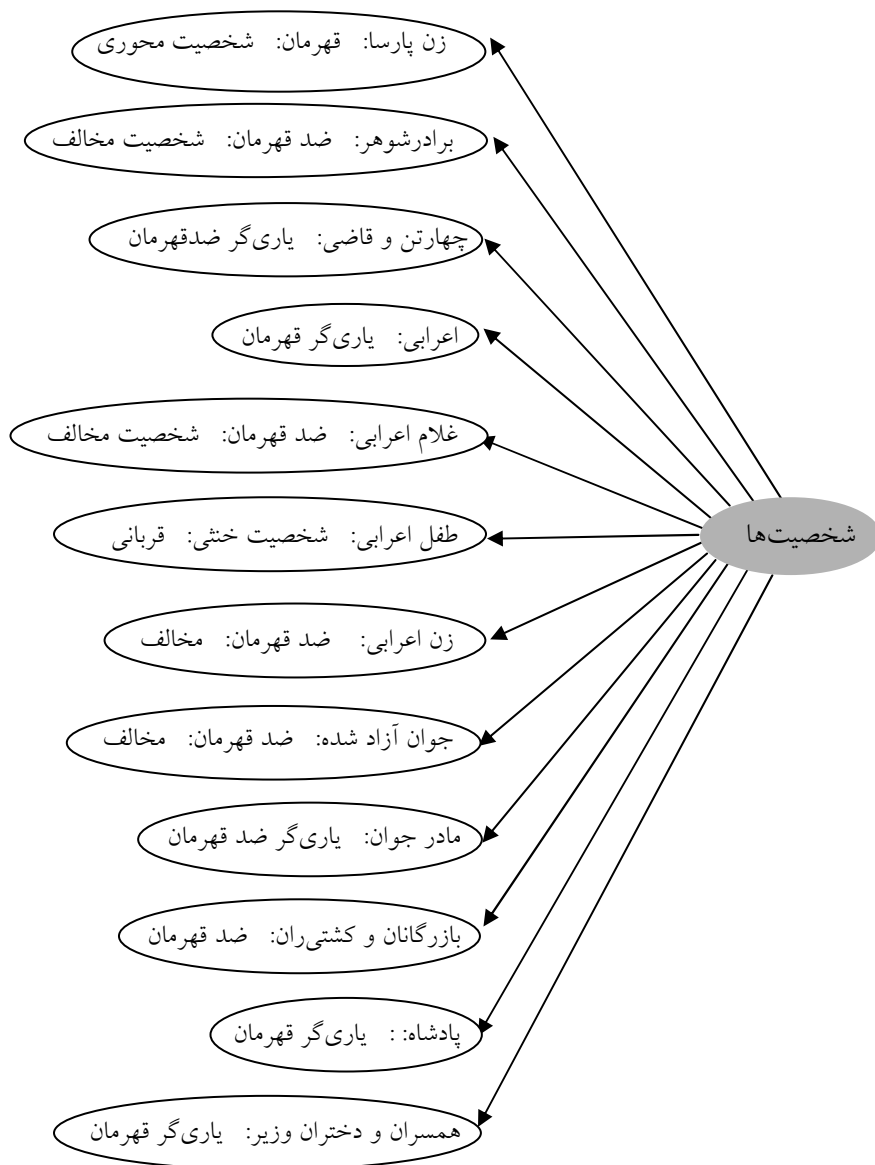 زن پارسا: قهرمان: شخصیت محوری
برادرشوهر: ضد قهرمان: شخصیت مخالف
چهارتن و قاضی: یاری‌گر ضدقهرمان
اعرابی: یاری‌گر قهرمان
غلام اعرابی: ضد قهرمان: شخصیت مخالف
شخصیت‌ها
طفل اعرابی: شخصیت خنثی: قربانی
زن اعرابی: ضد قهرمان: مخالف
جوان آزاد شده: ضد قهرمان: مخالف
مادر جوان: یاری‌گر ضد قهرمان
بازرگانان و کشتی‌ران: ضد قهرمان
پادشاه: : یاری‌گر قهرمان
همسران و دختران وزیر: یاری‌گر قهرمان